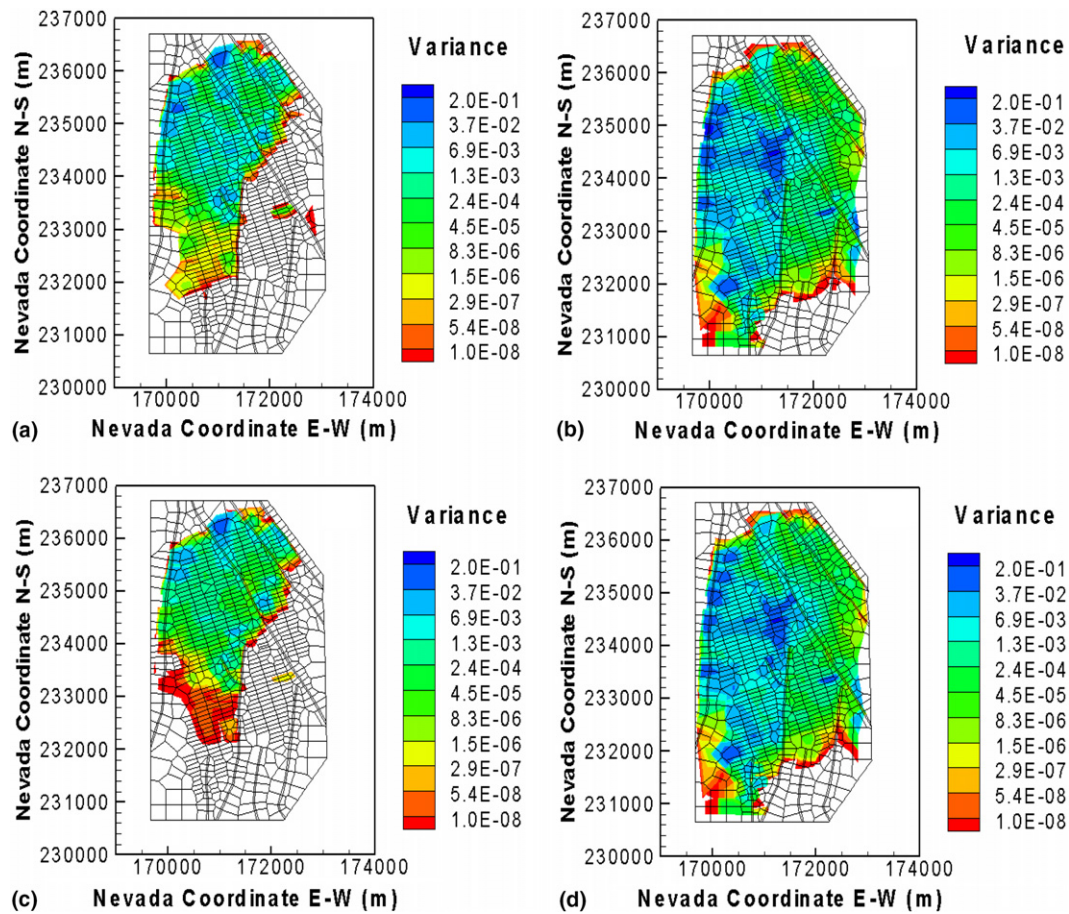 237000
236000
235000
234000
233000
232000
231000
230000
Nevada Coordinate N-S (m)
170000 172000 174000
(a) Nevada Coordinate E-W (m)
Variance
2.0E-01
3.7E-02
6.9E-03
1.3E-03
2.4E-04
4.5E-05
8.3E-06
1.5E-06
2.9E-07
5.4E-08
1.0E-08
237000
236000
235000
234000
233000
232000
231000
230000
Nevada Coordinate N-S (m)
170000 172000 174000
(b) Nevada Coordinate E-W (m)
Variance
2.0E-01
3.7E-02
6.9E-03
1.3E-03
2.4E-04
4.5E-05
8.3E-06
1.5E-06
2.9E-07
5.4E-08
1.0E-08
237000
236000
235000
234000
233000
232000
231000
230000
Nevada Coordinate N-S (m)
170000 172000 174000
(c) Nevada Coordinate E-W (m)
Variance
2.0E-01
3.7E-02
6.9E-03
1.3E-03
2.4E-04
4.5E-05
8.3E-06
1.5E-06
2.9E-07
5.4E-08
1.0E-08
237000
236000
235000
234000
233000
232000
231000
230000
Nevada Coordinate N-S (m)
170000 172000 174000
(d) Nevada Coordinate E-W (m)
Variance
2.0E-01
3.7E-02
6.9E-03
1.3E-03
2.4E-04
4.5E-05
8.3E-06
1.5E-06
2.9E-07
5.4E-08
1.0E-08